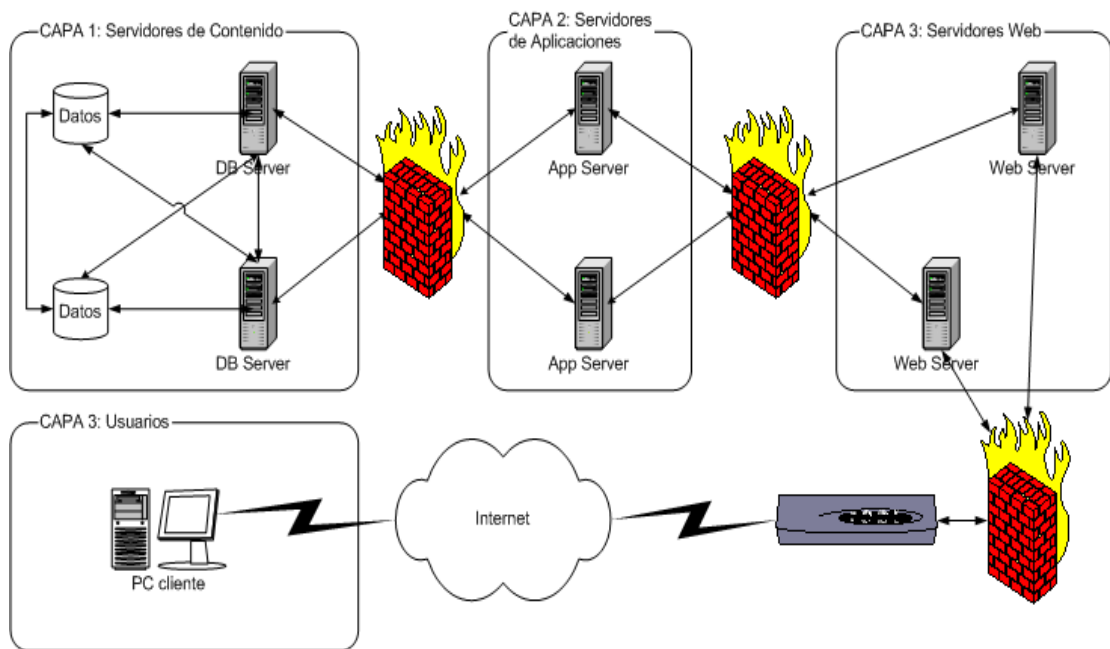 CAPA 1: Servidores de Contenido
CAPA 2: Servidores
de Aplicaciones
CAPA 3: Servidores Web
Datos
DB Server
App Server
Web Server
Datos
DB Server
App Server
Web Server
CAPA 3: Usuarios
PC cliente
Internet